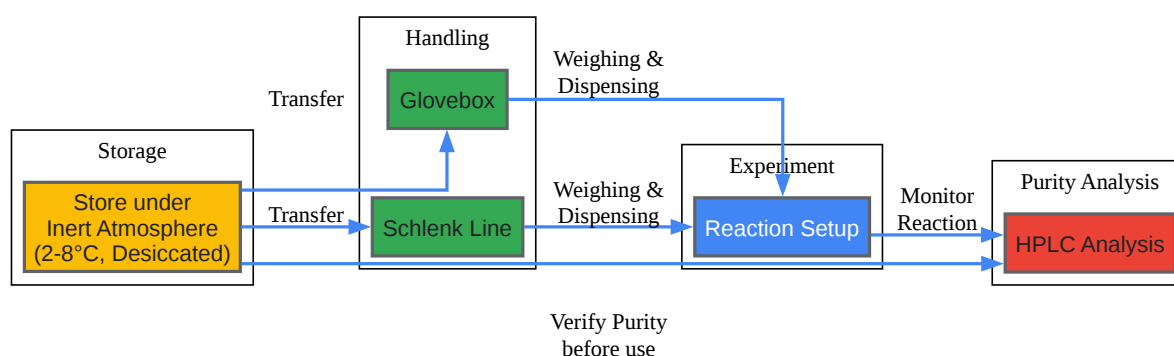 Storage
Store under
Inert Atmosphere
(2-8°C, Desiccated)
Transfer
Transfer
Handling
Glovebox
Schlenk Line
Weighing &
Dispensing
Weighing &
Dispensing
Experiment
Reaction Setup
Monitor
Reaction
Purity Analysis
HPLC Analysis
Verify Purity
before use